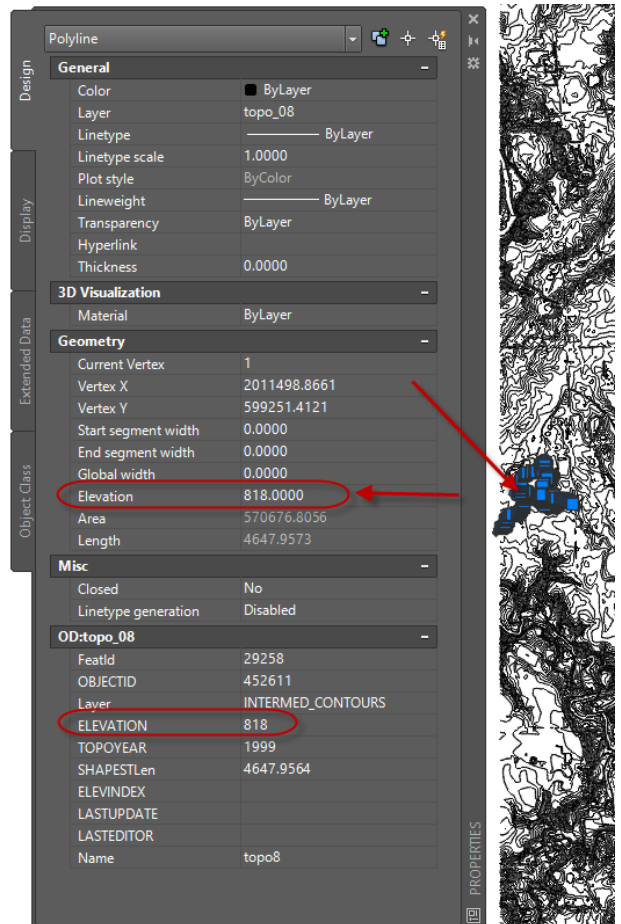 Polyline
Design
General
Color ByLayer
Layer topo_08
Linetype ByLayer
Linetype scale 1.0000
Plot style ByColor
Lineweight ByLayer
Transparency ByLayer
Hyperlink
Thickness 0.0000
Display
3D Visualization
Material ByLayer
Extended Data
Geometry
Current Vertex 1
Vertex X 2011498.8661
Vertex Y 599251.4121
Start segment width 0.0000
End segment width 0.0000
Global width 0.0000
Elevation 818.0000
Area 570676.8056
Length 4647.9573
Object Class
Misc
Closed No
Linetype generation Disabled
OD:topo_08
FeatId 29258
OBJECTID 452611
Layer INTERMED_CONTOURS
ELEVATION 818
TOPOYEAR 1999
SHAPESTLen 4647.9564
ELEVINDEX
LASTUPDATE
LASTEDITOR
Name topo8
PROPERTIES